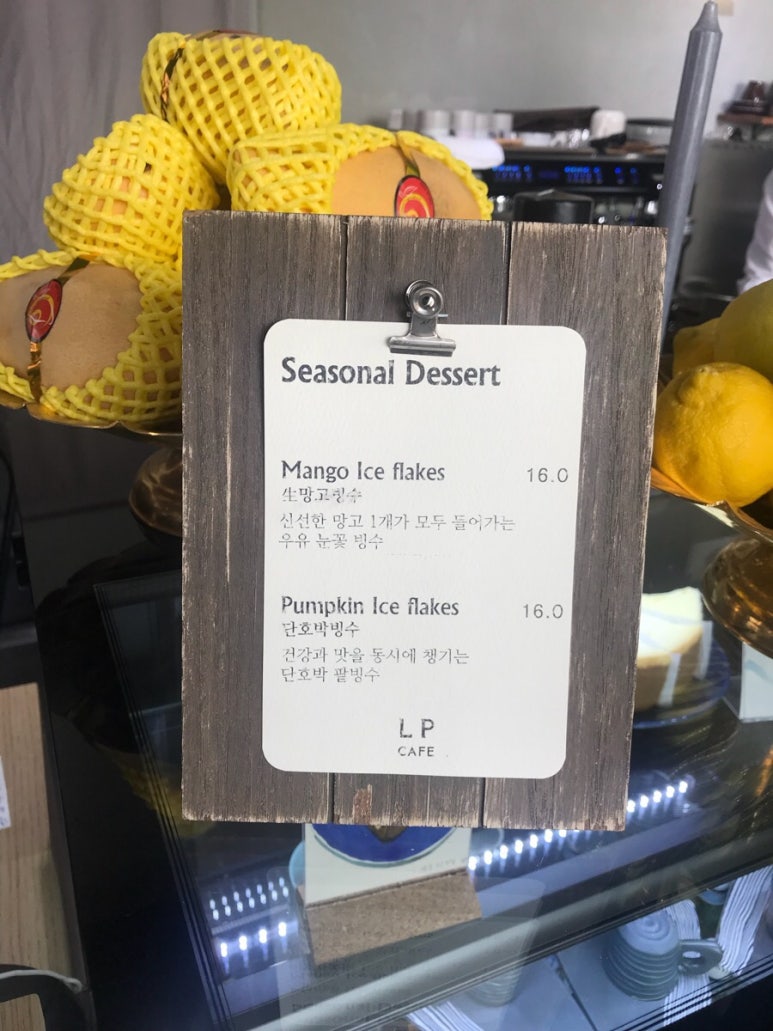 Seasonal Dessert
Mango Ice flakes 16.0
生망고빙수
신선한 망고 1개가 모두 들어가는
우유 눈꽃 빙수
Pumpkin Ice flakes 16.0
단호박빙수
건강과 맛을 동시에 챙기는
단호박 팥빙수
L P
CAFE